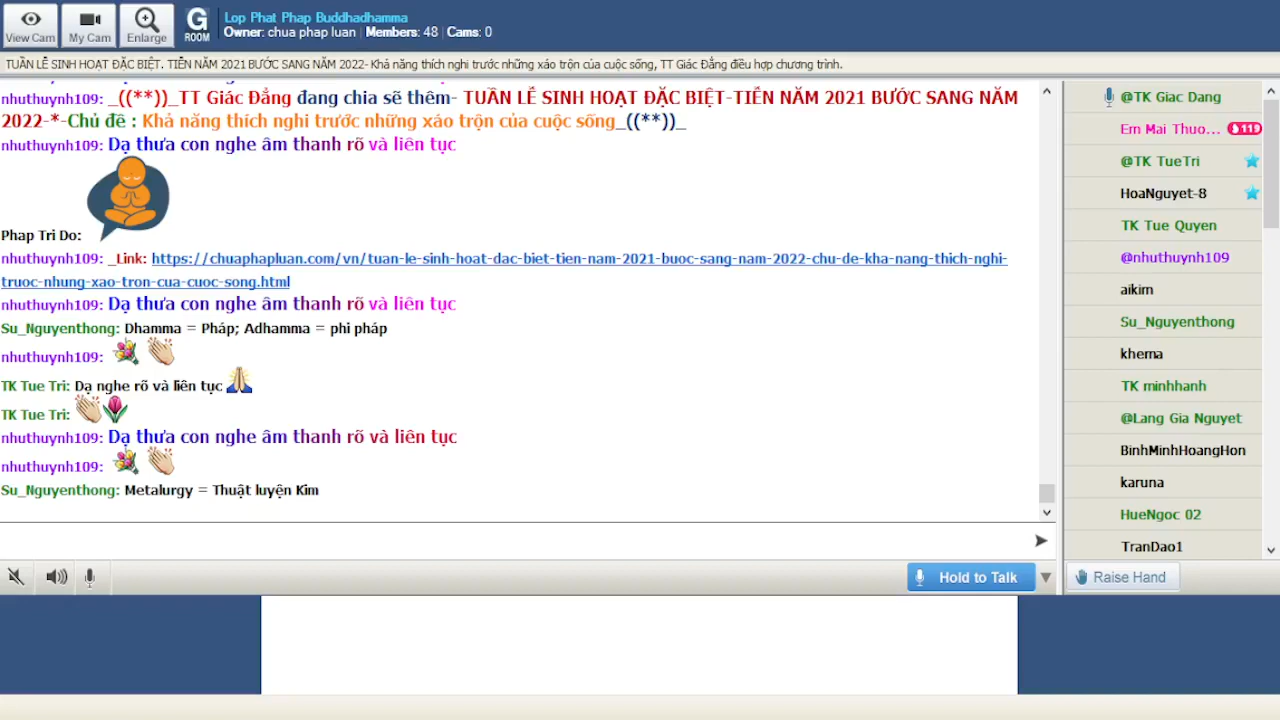 View Cam
My Cam
Enlarge
G
ROOM
Lop Phat Phap Buddhadhamma
Owner: chua phap luan | Members: 48 | Cams: 0
TUẦN LỄ SINH HOẠT ĐẶC BIỆT. TIỄN NĂM 2021 BƯỚC SANG NĂM 2022- Khả năng thích nghi trước những xáo trộn của cuộc sống, TT Giác Đẳng điều hợp chương trình.
nhuthuynh109: _((**))_TT Giác Đẳng đang chia sẽ thêm- TUẦN LỄ SINH HOẠT ĐẶC BIỆT-TIỄN NĂM 2021 BƯỚC SANG NĂM
2022-*-Chủ đề : Khả năng thích nghi trước những xáo trộn của cuộc sống_((**))_
nhuthuynh109: Dạ thưa con nghe âm thanh rõ và liên tục
Phap Tri Do:
nhuthuynh109: _Link: https://chuaphapluan.com/vn/tuan-le-sinh-hoat-dac-biet-tien-nam-2021-buoc-sang-nam-2022-chu-de-kha-nang-thich-nghi-
truoc-nhung-xao-tron-cua-cuoc-song.html
nhuthuynh109: Dạ thưa con nghe âm thanh rõ và liên tục
Su_Nguyenthong: Dhamma = Pháp; Adhamma = phi pháp
nhuthuynh109:
TK Tue Tri: Dạ nghe rõ và liên tục
TK Tue Tri:
nhuthuynh109: Dạ thưa con nghe âm thanh rõ và liên tục
nhuthuynh109:
Su_Nguyenthong: Metalurgy = Thuật luyện Kim
@TK Giac Dang
Em Mai Thuo... 119
@TK TueTri
HoaNguyet-8
TK Tue Quyen
@nhuthuynh109
aikim
Su_Nguyenthong
khema
TK minhhanh
@Lang Gia Nguyet
BinhMinhHoangHon
karuna
HueNgoc 02
TranDao1
Hold to Talk
Raise Hand